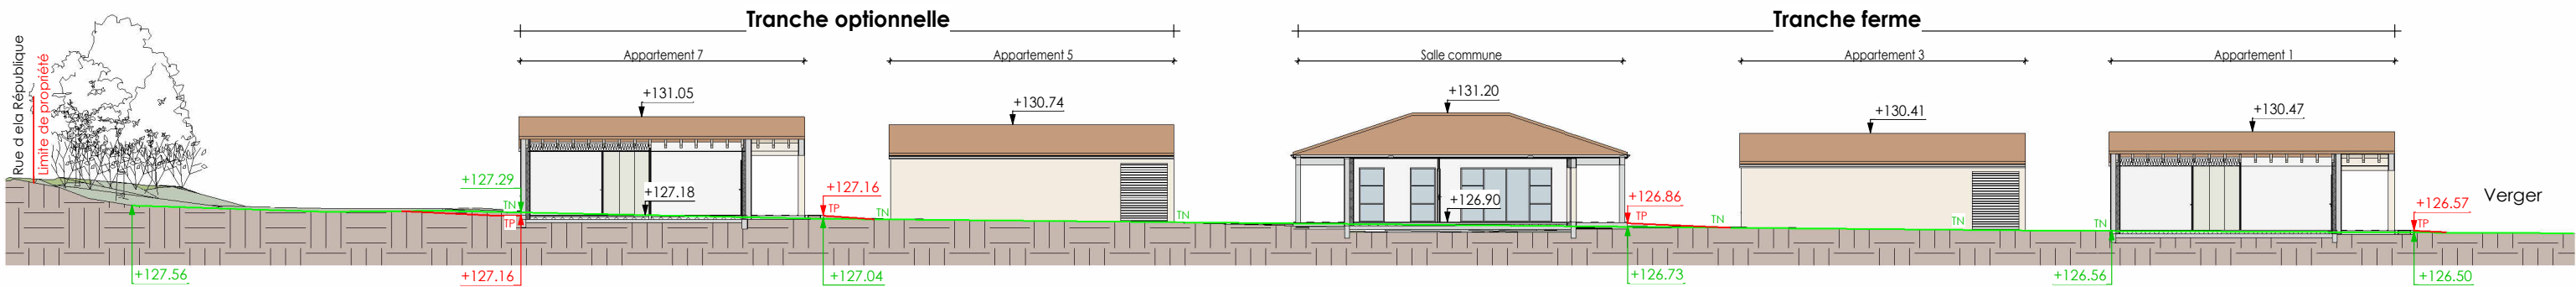 Tranche optionnelle
Tranche ferme
Rue d ela République
Limite de propriété
Appartement 7
Appartement 5
Salle commune
Appartement 3
Appartement 1
+131.05
+130.74
+131.20
+130.41
+130.47
+127.29
TN
TP
+127.18
+127.16
TP
TN
TN
+126.90
+126.86
TP
TN
TN
TN
+126.57
TP
Verger
+127.56
+127.16
+127.04
+126.73
+126.56
+126.50